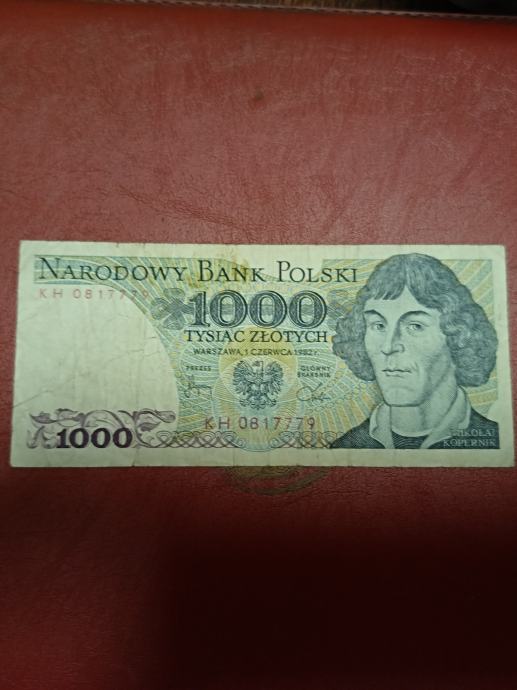 NARODOWY BANK POLSKI
KH 0817779
1000
TYSIĄC ZŁOTYCH
WARSZAWA, 1 CZERWCA 1982 r.
PREZES
GŁÓWNY
SKARBNIK
KH 0817779
1000
MIKOŁAJ
KOPERNIK